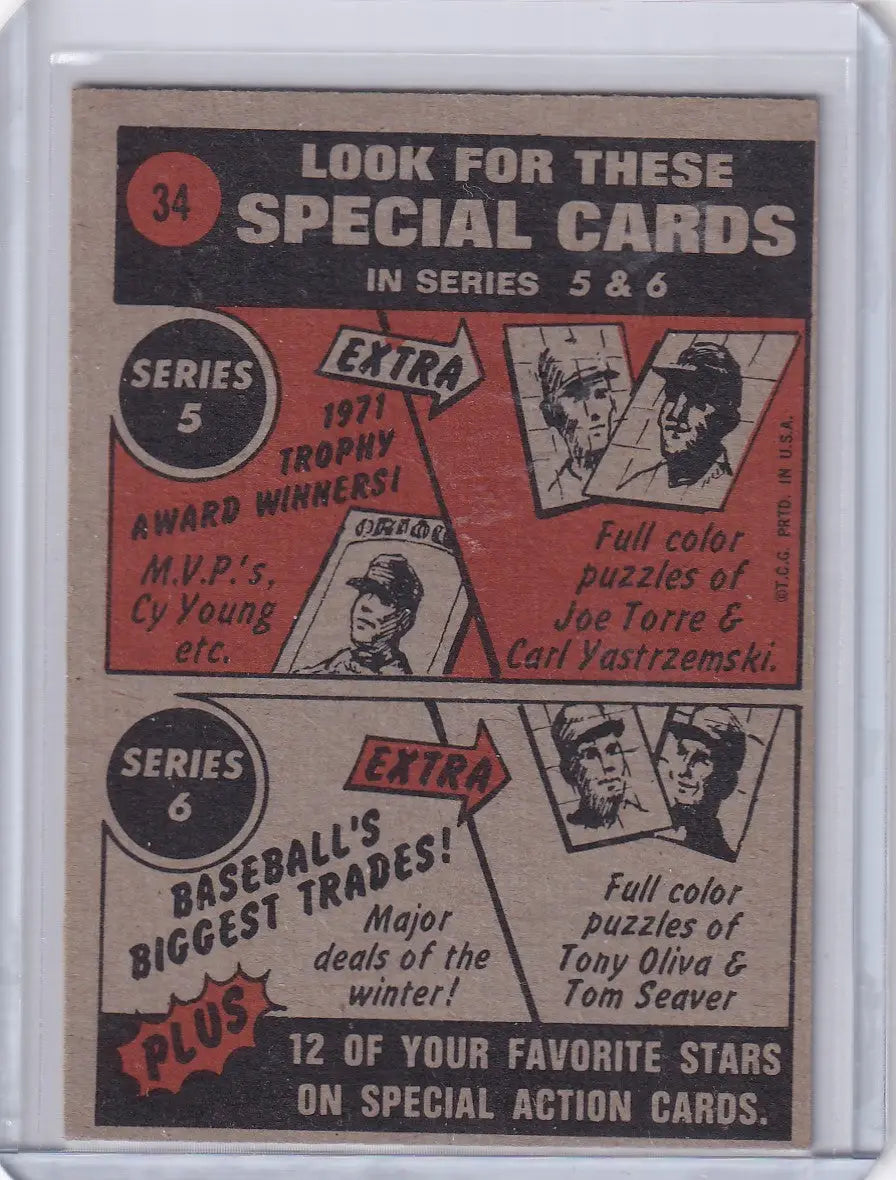 34
LOOK FOR THESE
SPECIAL CARDS
IN SERIES 5 & 6
SERIES
5
EXTRA
1971
TROPHY
AWARD WINNERS!
M.V.P.'s,
Cy Young
etc.
Full color
puzzles of
Joe Torre &
Carl Yastrzemski.
©T.C.G. PRTD. IN U.S.A.
SERIES
6
EXTRA
BASEBALL'S
BIGGEST TRADES!
Major
deals of the
winter!
Full color
puzzles of
Tony Oliva &
Tom Seaver
PLUS
12 OF YOUR FAVORITE STARS
ON SPECIAL ACTION CARDS.